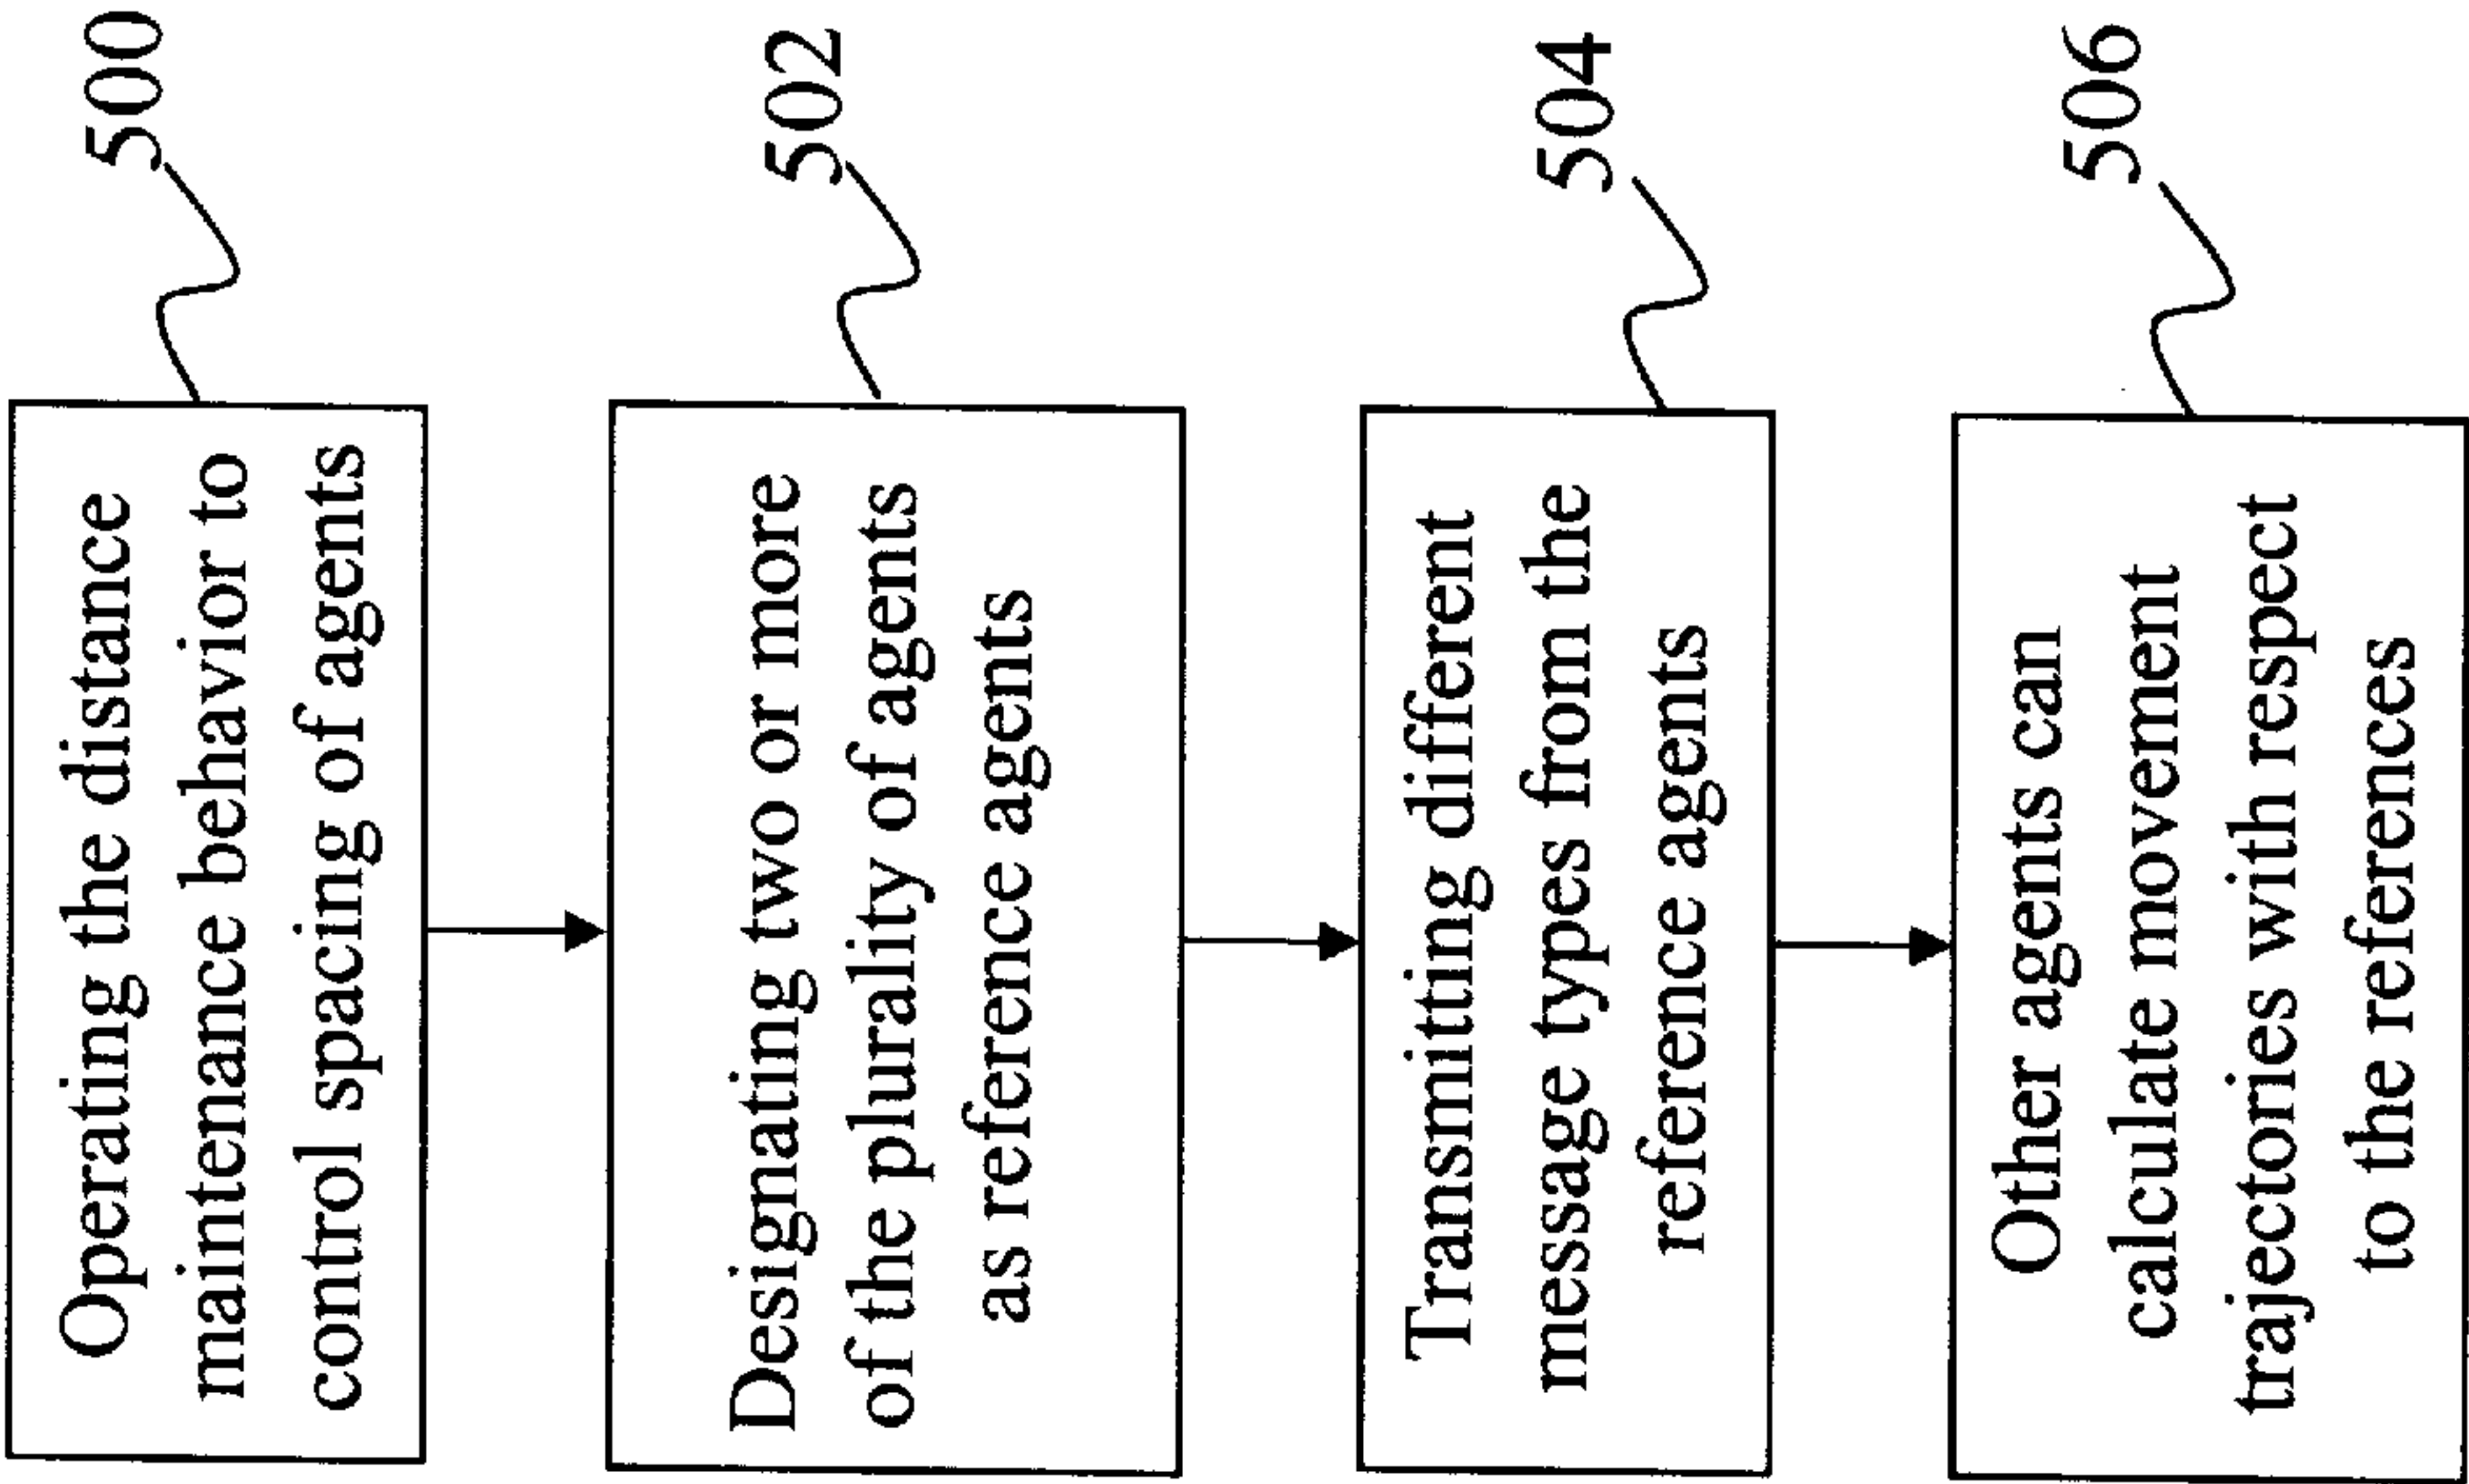 Operating the distance
maintenance behavior to
control spacing of agents
500
Designating two or more
of the plurality of agents
as reference agents
502
Transmitting different
message types from the
reference agents
504
Other agents can
calculate movement
trajectories with respect
to the references
506